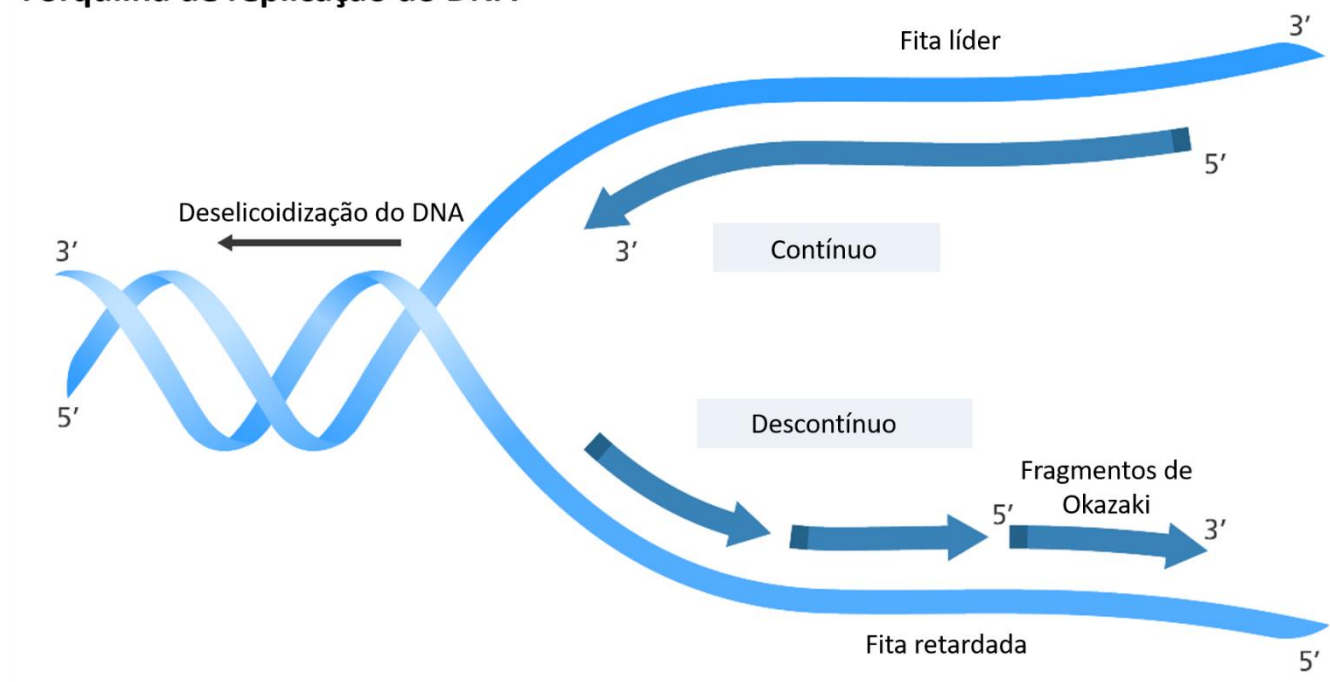 Fita líder
3′
5′
Deselicoidização do DNA
3′
3′
Contínuo
5′
Descontínuo
Fragmentos de
Okazaki
5′
3′
Fita retardada
5′